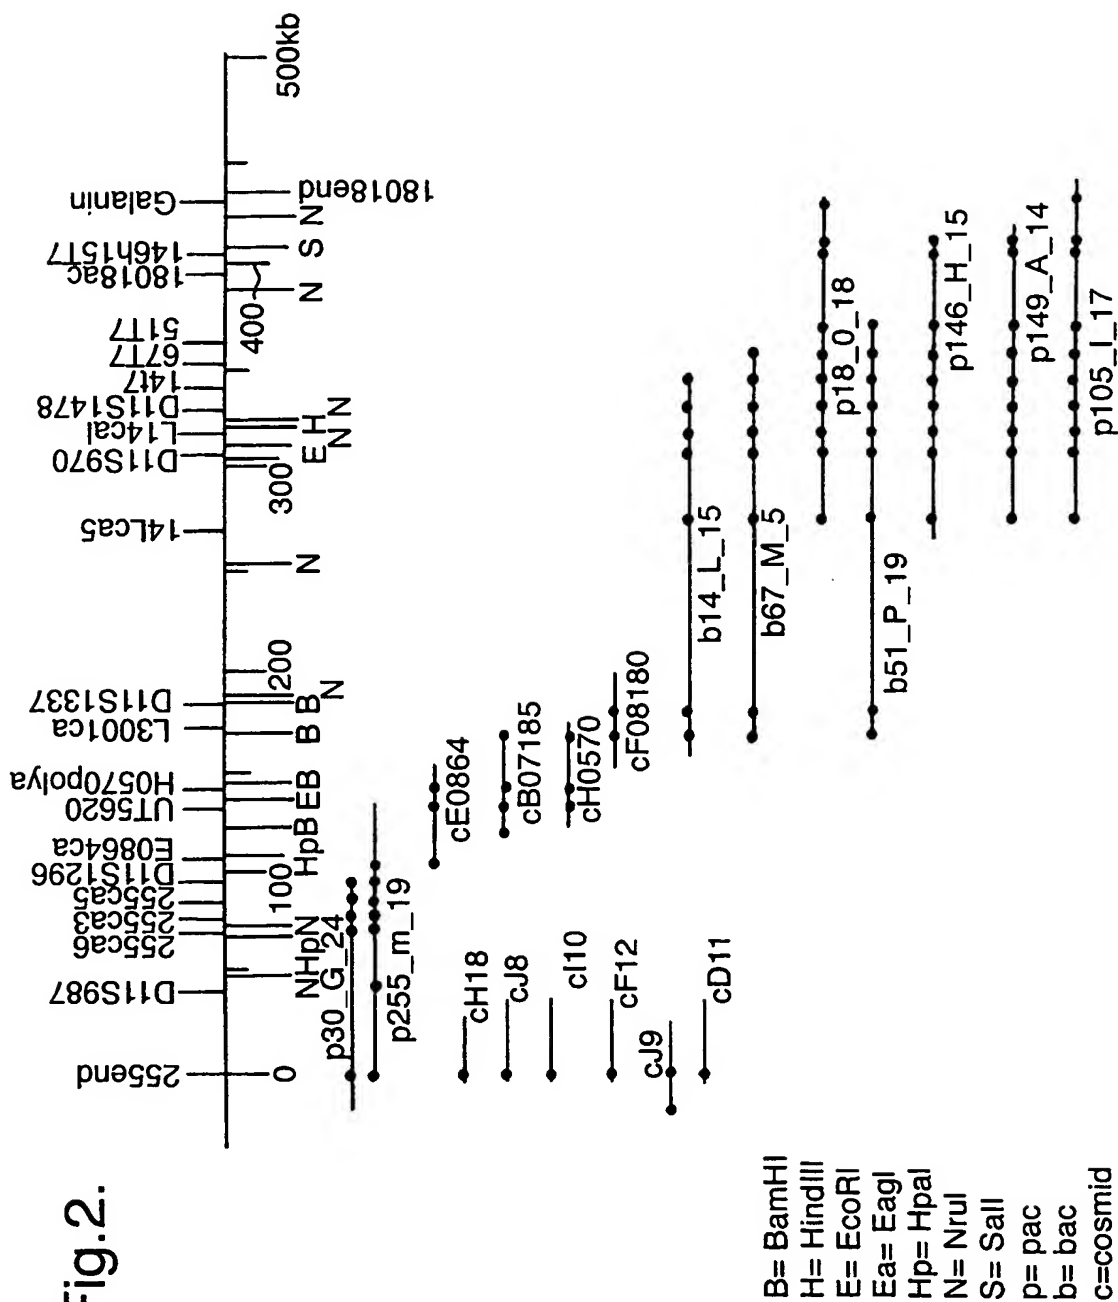 Fig.2.
255end
D11S987
255ca6
255ca3
255ca5
D11S1296
E0864ca
UT5620
H0570polya
L3001ca
D11S1337
14Lca5
D11S970
L14cal
D11S1478
14t7
67T7
51T7
18018ac
146h15T7
Galanin
0
100
200
300
400
500kb
N
Hp
N
Hp
B
E
B
B
B
N
N
E
N
H
N
N
S
N
18018end
p30_G_24
p255_m_19
cE0864
cH18
cB07185
cJ8
cH0570
cI10
cF08180
cF12
cJ9
b14_L_15
cD11
b67_M_5
p18_0_18
b51_P_19
p146_H_15
p149_A_14
p105_I_17
B= BamHI
H= HindIII
E= EcoRI
Ea= EagI
Hp= HpaI
N= NruI
S= SalI
p= pac
b= bac
c=cosmid